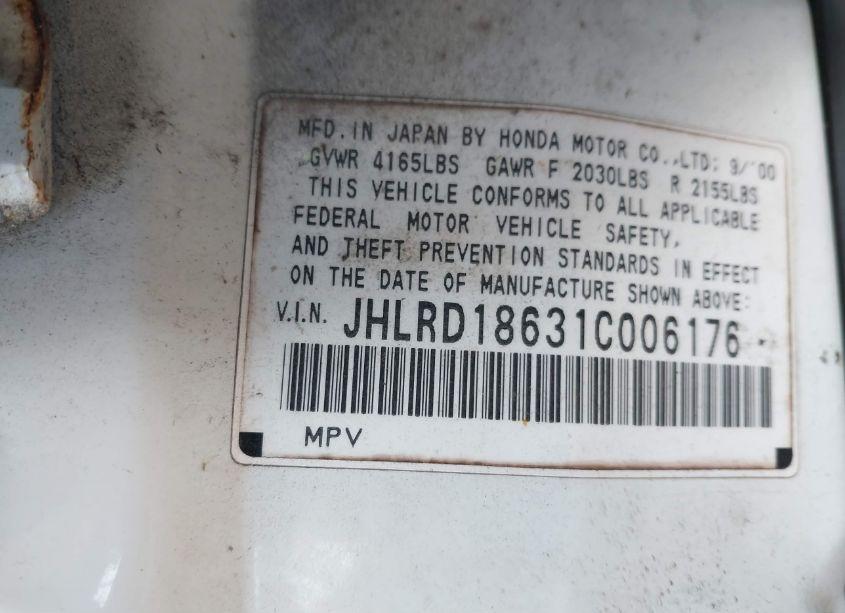 MFD. IN JAPAN BY HONDA MOTOR CO.,LTD: 9/'00
GVWR 4165LBS GAWR F 2030LBS R 2155LBS
THIS VEHICLE CONFORMS TO ALL APPLICABLE
FEDERAL MOTOR VEHICLE SAFETY,
AND THEFT PREVENTION STANDARDS IN EFFECT
ON THE DATE OF MANUFACTURE SHOWN ABOVE:
V.I.N. JHLRD18631C006176
MPV